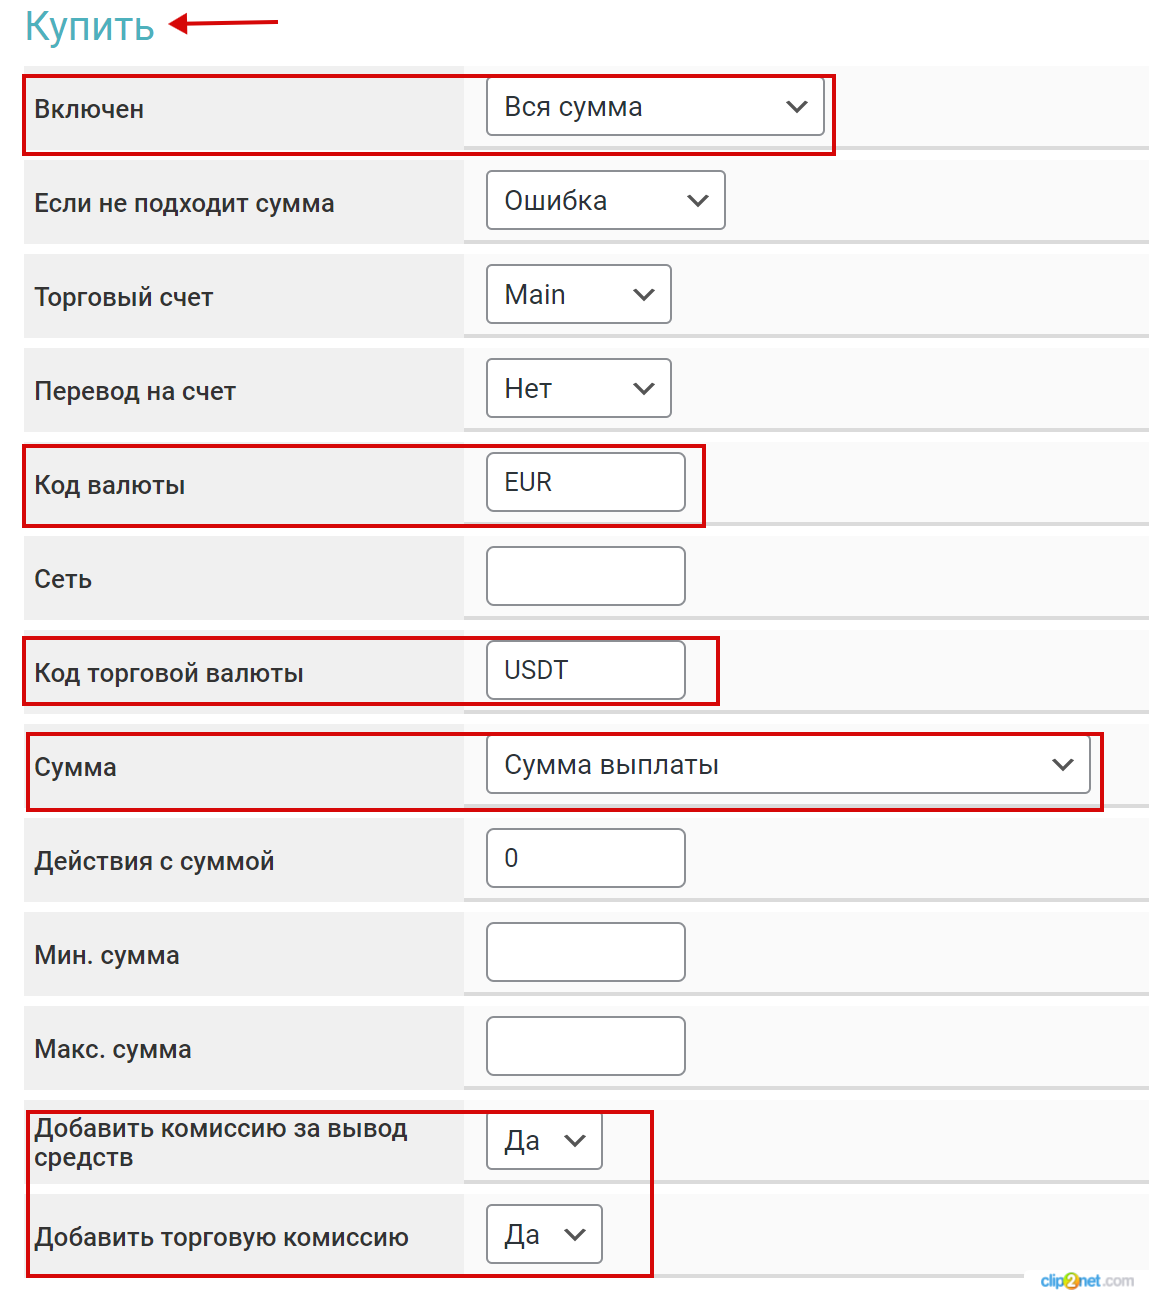 Купить
Включен
Вся сумма
Если не подходит сумма
Ошибка
Торговый счет
Main
Перевод на счет
Нет
Код валюты
EUR
Сеть
Код торговой валюты
USDT
Сумма
Сумма выплаты
Действия с суммой
0
Мин. сумма
Макс. сумма
Добавить комиссию за вывод
средств
Да
Добавить торговую комиссию
Да
clip2net.com